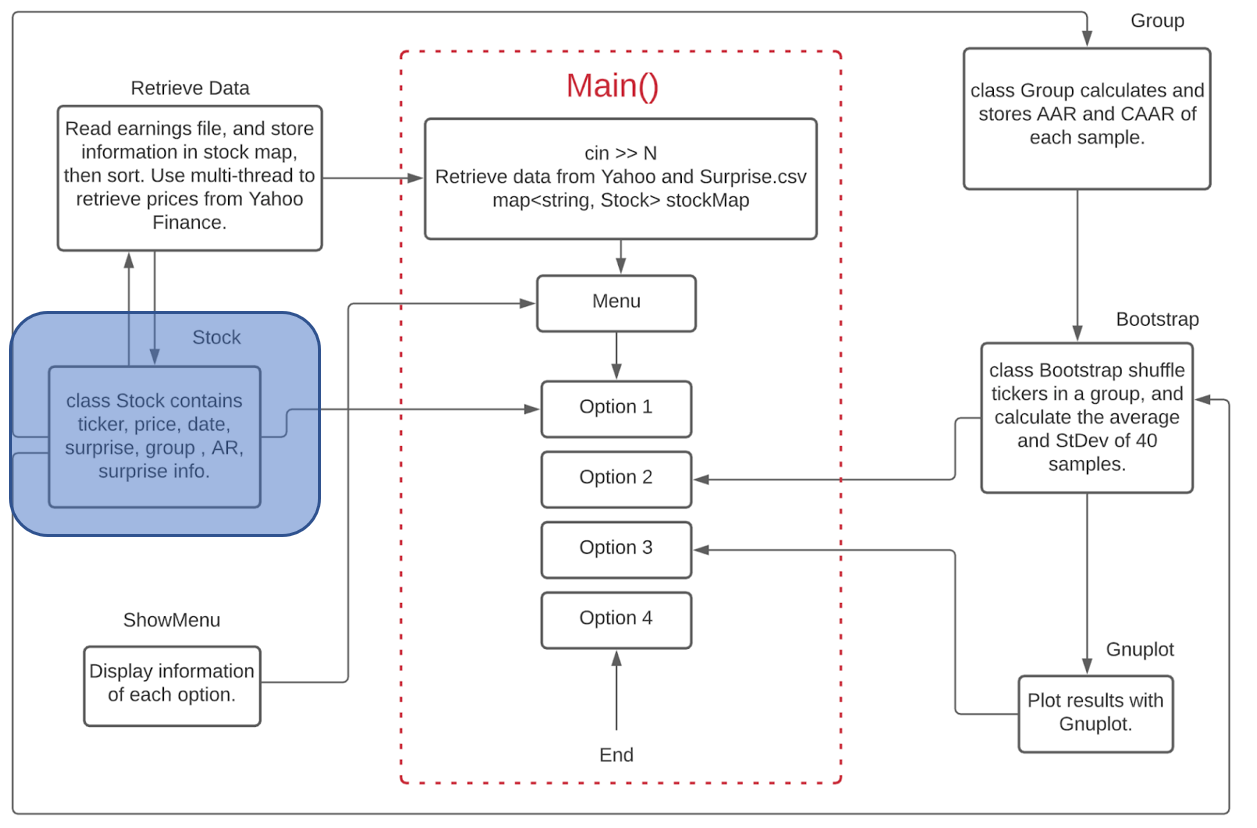 Group
class Group calculates and
stores AAR and CAAR of
each sample.
Retrieve Data
Read earnings file, and store
information in stock map,
then sort. Use multi-thread to
retrieve prices from Yahoo
Finance.
Main()
cin >> N
Retrieve data from Yahoo and Surprise.csv
map<string, Stock> stockMap
Menu
Stock
class Stock contains
ticker, price, date,
surprise, group , AR,
surprise info.
Option 1
Option 2
Option 3
Option 4
End
Bootstrap
class Bootstrap shuffle
tickers in a group, and
calculate the average
and StDev of 40
samples.
ShowMenu
Display information
of each option.
Gnuplot
Plot results with
Gnuplot.